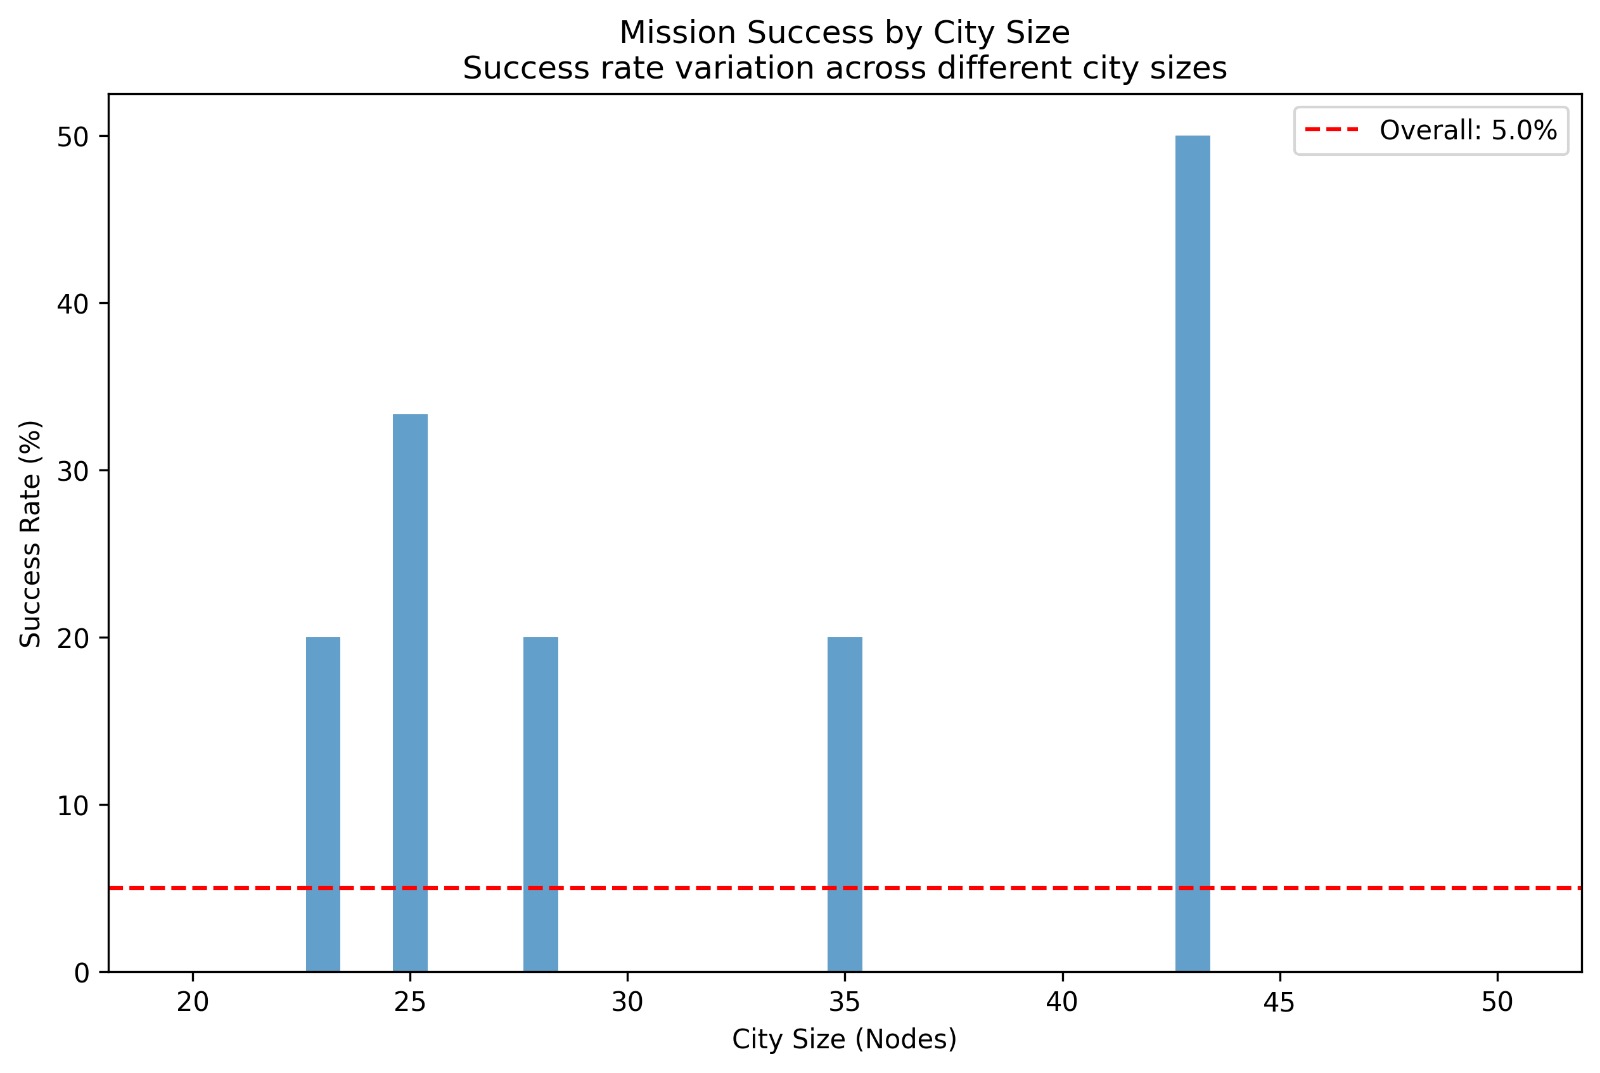 Mission Success by City Size
Success rate variation across different city sizes
Overall: 5.0%
50
40
30
20
10
0
Success Rate (%)
20 25 30 35 40 45 50
City Size (Nodes)